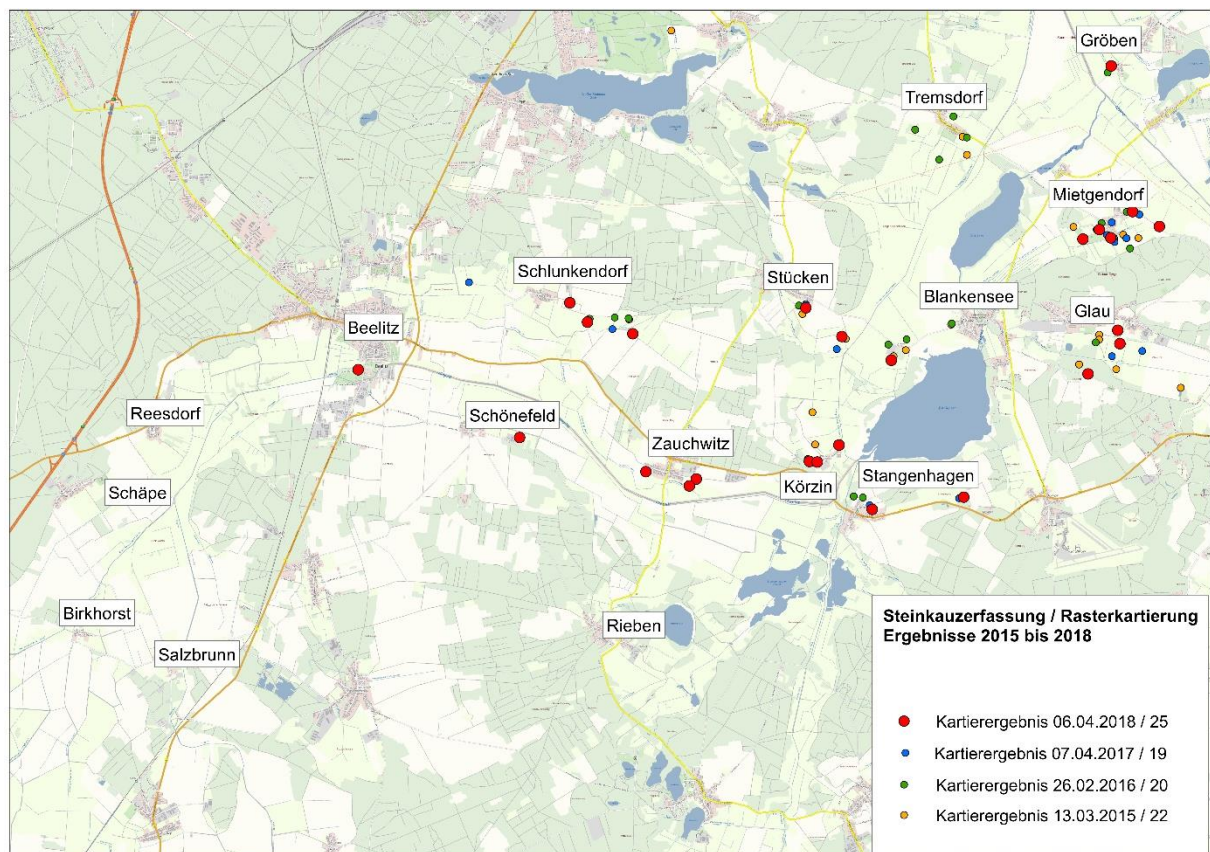 Gröben
Tremsdorf
Mietgendorf
Schlunkendorf
Stücken
Blankensee
Glau
Beelitz
Reesdorf
Schönefeld
Zauchwitz
Körzin
Stangenhagen
Schäpe
Birkhorst
Rieben
Salzbrunn
Steinkauzerfassung / Rasterkartierung
Ergebnisse 2015 bis 2018
Kartierergebnis 06.04.2018 / 25
Kartierergebnis 07.04.2017 / 19
Kartierergebnis 26.02.2016 / 20
Kartierergebnis 13.03.2015 / 22